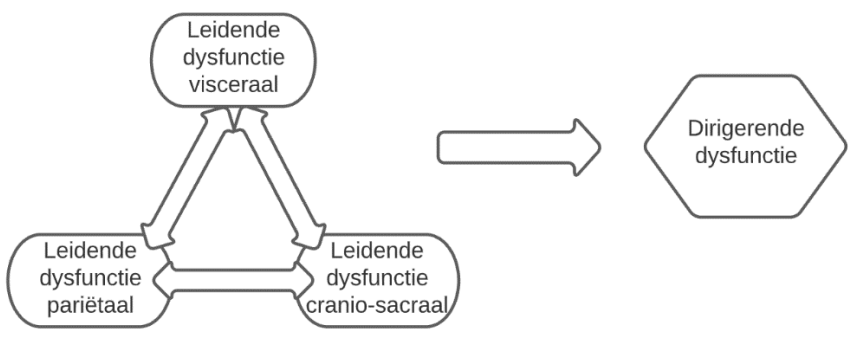 Leidende
dysfunctie
visceraal
Dirigerende
dysfunctie
Leidende
dysfunctie
pariëtaal
Leidende
dysfunctie
cranio-sacraal